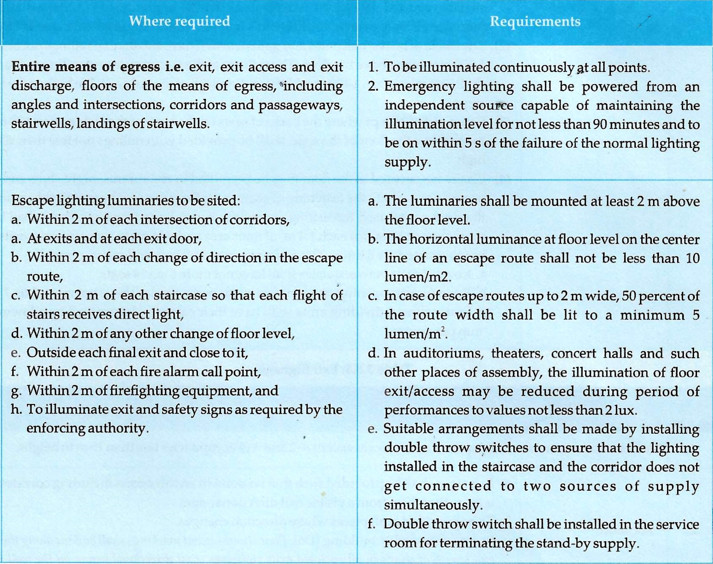 Where required
Requirements
Entire means of egress i.e. exit, exit access and exit
discharge, floors of the means of egress, including
angles and intersections, corridors and passageways,
stairwells, landings of stairwells.
1. To be illuminated continuously at all points.
2. Emergency lighting shall be powered from an
independent source capable of maintaining the
illumination level for not less than 90 minutes and to
be on within 5 s of the failure of the normal lighting
supply.
Escape lighting luminaries to be sited:
a. Within 2 m of each intersection of corridors,
a. At exits and at each exit door,
b. Within 2 m of each change of direction in the escape
route,
c. Within 2 m of each staircase so that each flight of
stairs receives direct light,
d. Within 2 m of any other change of floor level,
e. Outside each final exit and close to it,
f. Within 2 m of each fire alarm call point,
g. Within 2 m of firefighting equipment, and
h. To illuminate exit and safety signs as required by the
enforcing authority.
a. The luminaries shall be mounted at least 2 m above
the floor level.
b. The horizontal luminance at floor level on the center
line of an escape route shall not be less than 10
lumen/m2.
c. In case of escape routes up to 2 m wide, 50 percent of
the route width shall be lit to a minimum 5
lumen/m².
d. In auditoriums, theaters, concert halls and such
other places of assembly, the illumination of floor
exit/access may be reduced during period of
performances to values not less than 2 lux.
e. Suitable arrangements shall be made by installing
double throw switches to ensure that the lighting
installed in the staircase and the corridor does not
get connected to two sources of supply
simultaneously.
f. Double throw switch shall be installed in the service
room for terminating the stand-by supply.